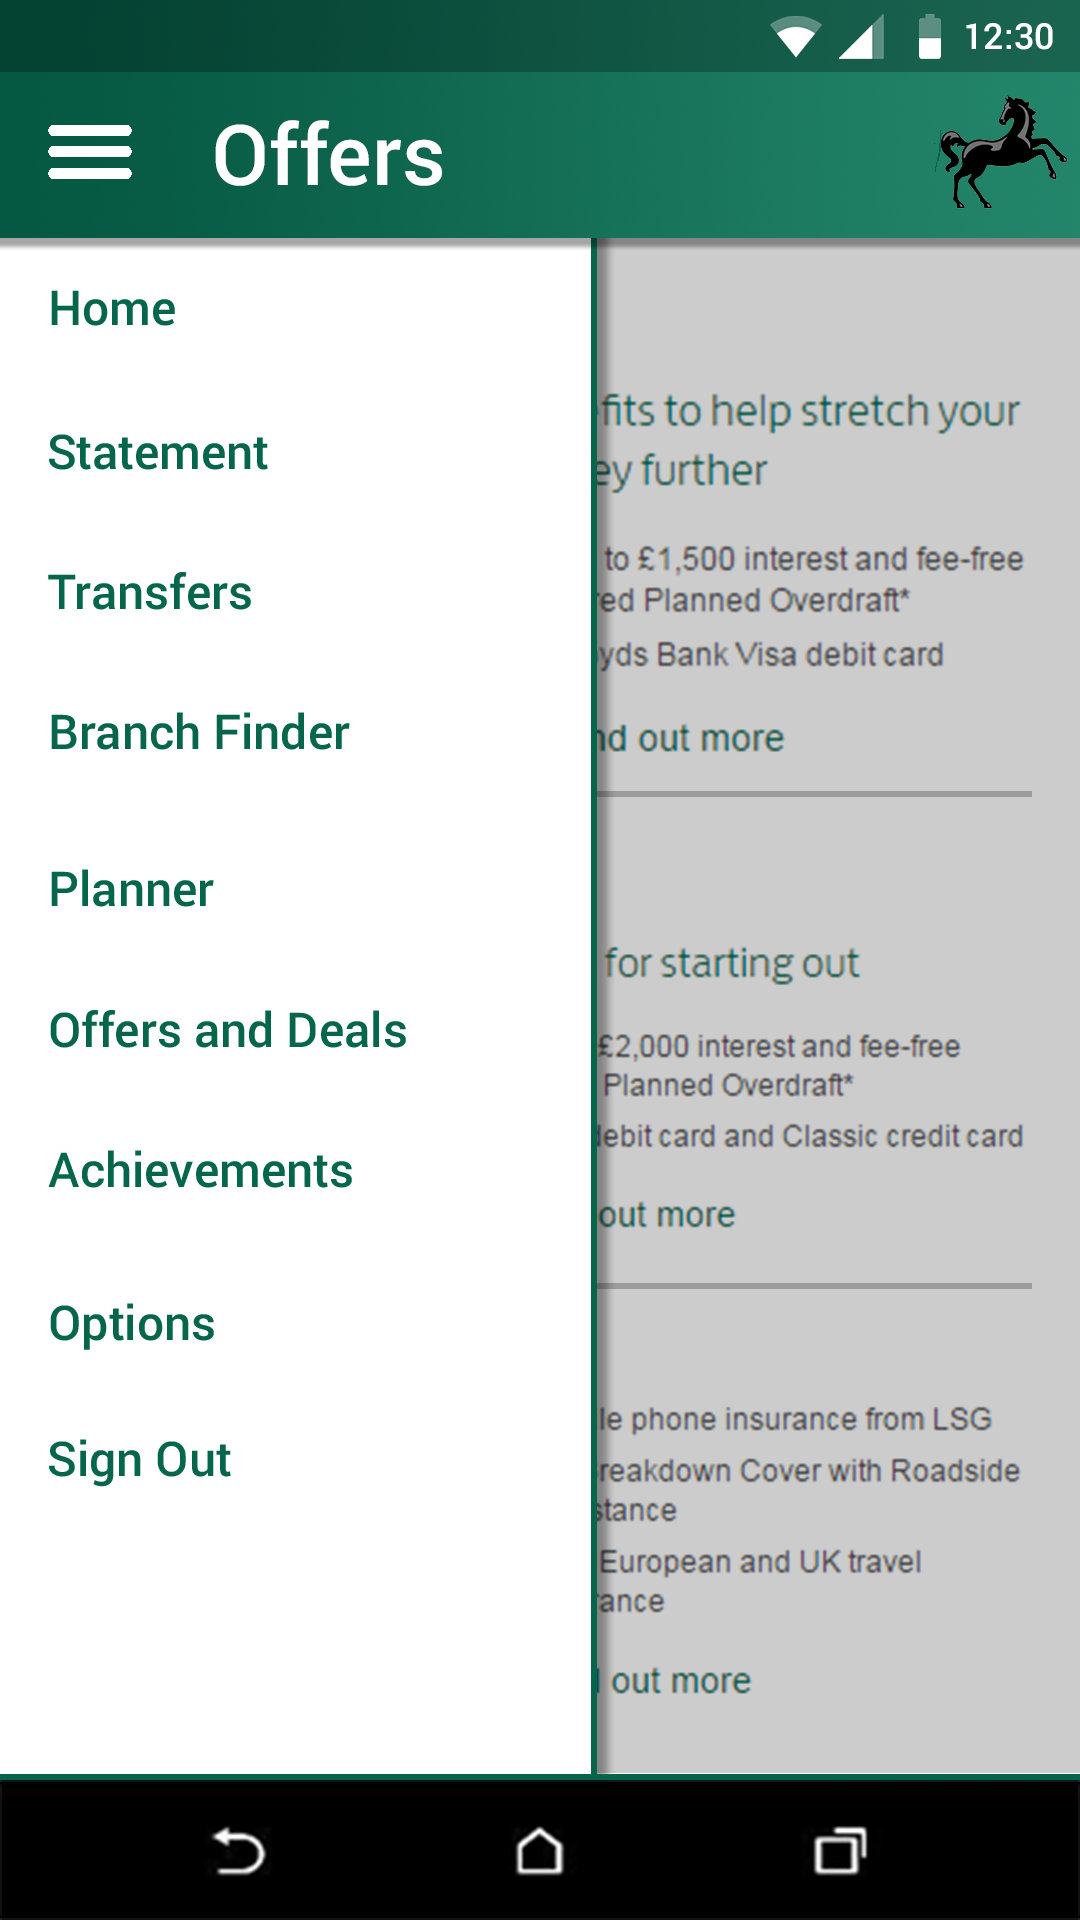 12:30
Offers
Home
Statement
Transfers
Branch Finder
Planner
Offers and Deals
Achievements
Options
Sign Out
fits to help stretch your
ey further
to £1,500 interest and fee-free
red Planned Overdraft*
yds Bank Visa debit card
nd out more
for starting out
£2,000 interest and fee-free
Planned Overdraft*
debit card and Classic credit card
out more
le phone insurance from LSG
reakdown Cover with Roadside
stance
European and UK travel
rance
out more